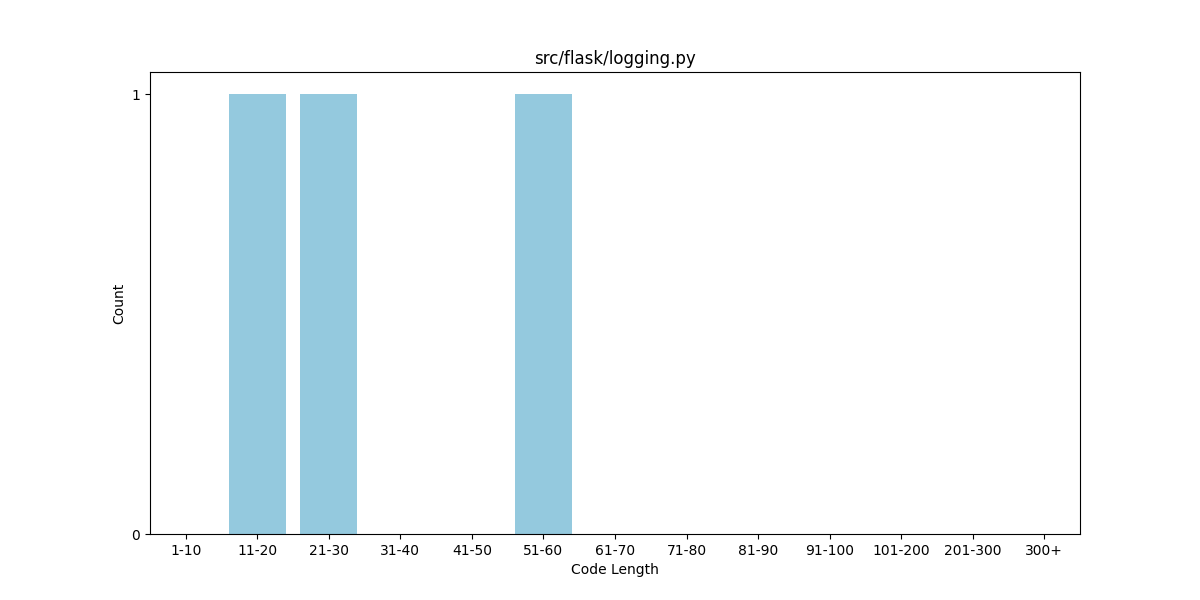 src/flask/logging.py
1
Count
0
1-10 11-20 21-30 31-40 41-50 51-60 61-70 71-80 81-90 91-100 101-200 201-300 300+
Code Length